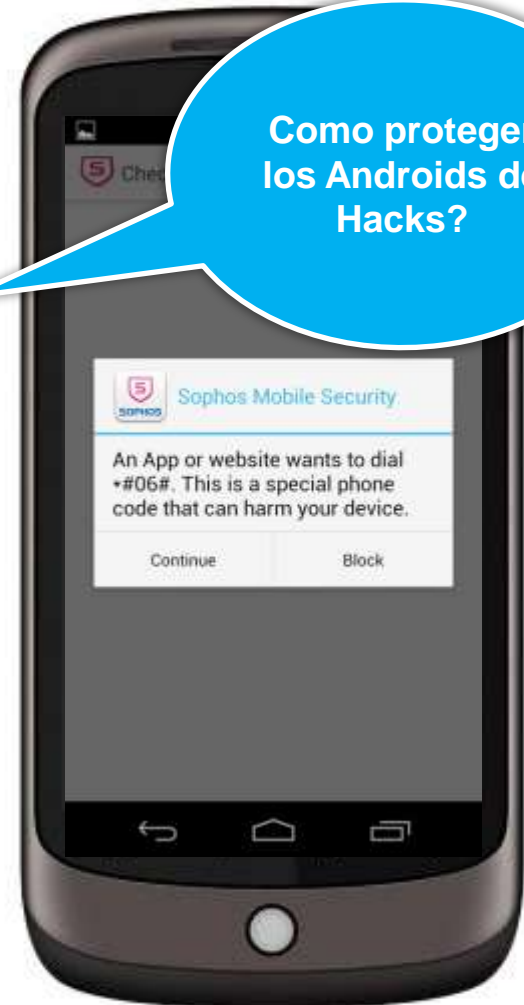 Como proteger
los Androids de
Hacks?
Sophos Mobile Security
SOPHOS
An App or website wants to dial
*#06#. This is a special phone
code that can harm your device.
Continue
Block